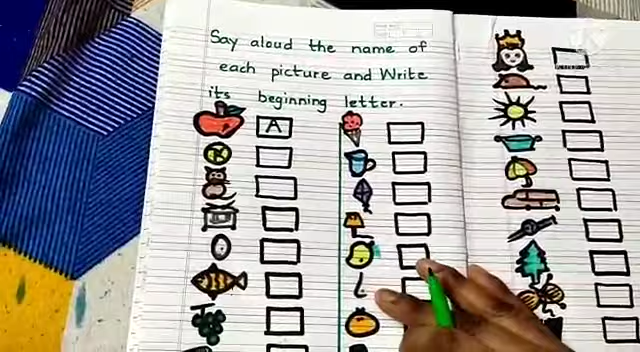 Say aloud the name of
each picture and Write
its beginning letter.
A